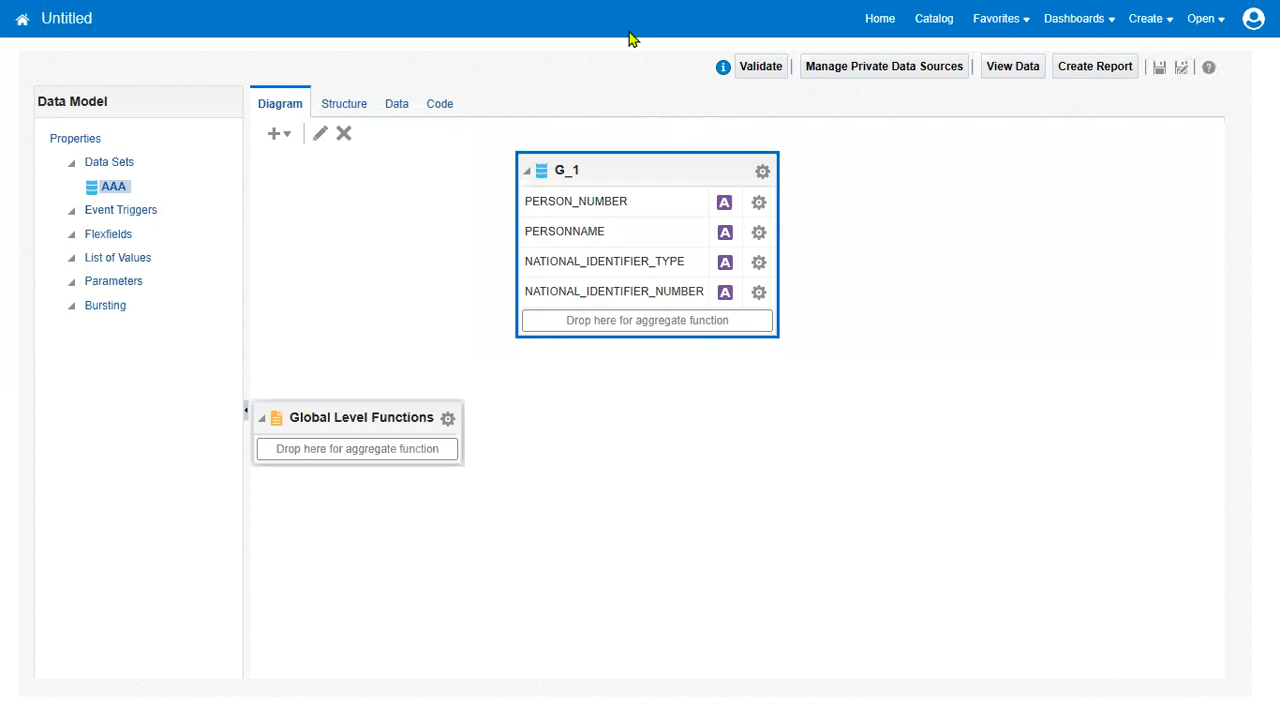 Untitled
Home
Catalog
Favorites
Dashboards
Create
Open
Validate
Manage Private Data Sources
View Data
Create Report
Data Model
Properties
Data Sets
AAA
Event Triggers
Flexfields
List of Values
Parameters
Bursting
Diagram
Structure
Data
Code
G_1
PERSON_NUMBER A
PERSONNAME A
NATIONAL_IDENTIFIER_TYPE A
NATIONAL_IDENTIFIER_NUMBER A
Drop here for aggregate function
Global Level Functions
Drop here for aggregate function